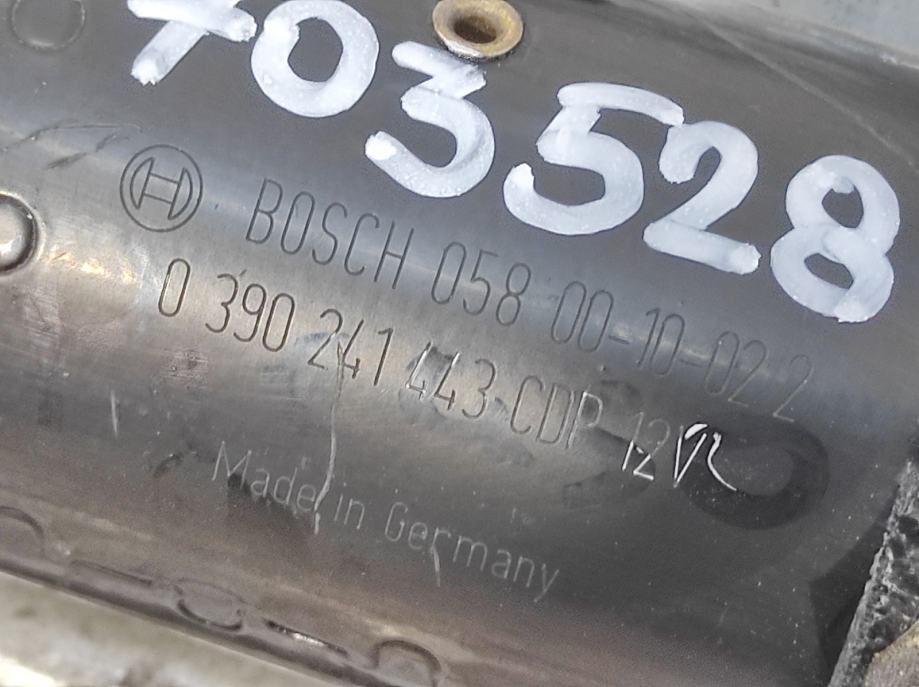 703528
BOSCH 058 00-10-02 2
0 390 241 443 CDP 12V
Made in Germany